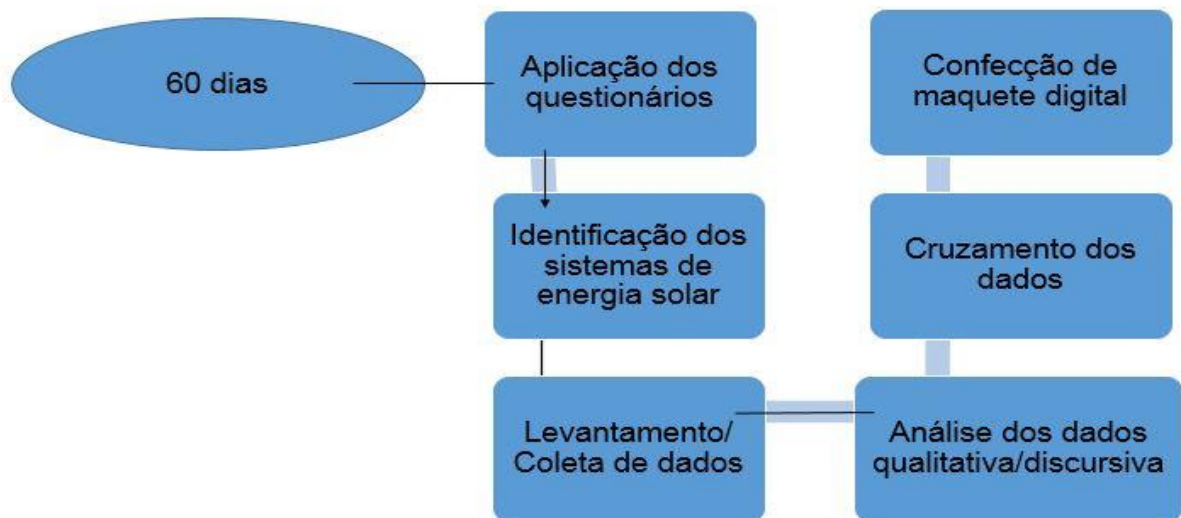 60 dias
Aplicação dos
questionários
Identificação dos
sistemas de
energia solar
Levantamento/
Coleta de dados
Análise dos dados
qualitativa/discursiva
Cruzamento dos
dados
Confecção de
maquete digital